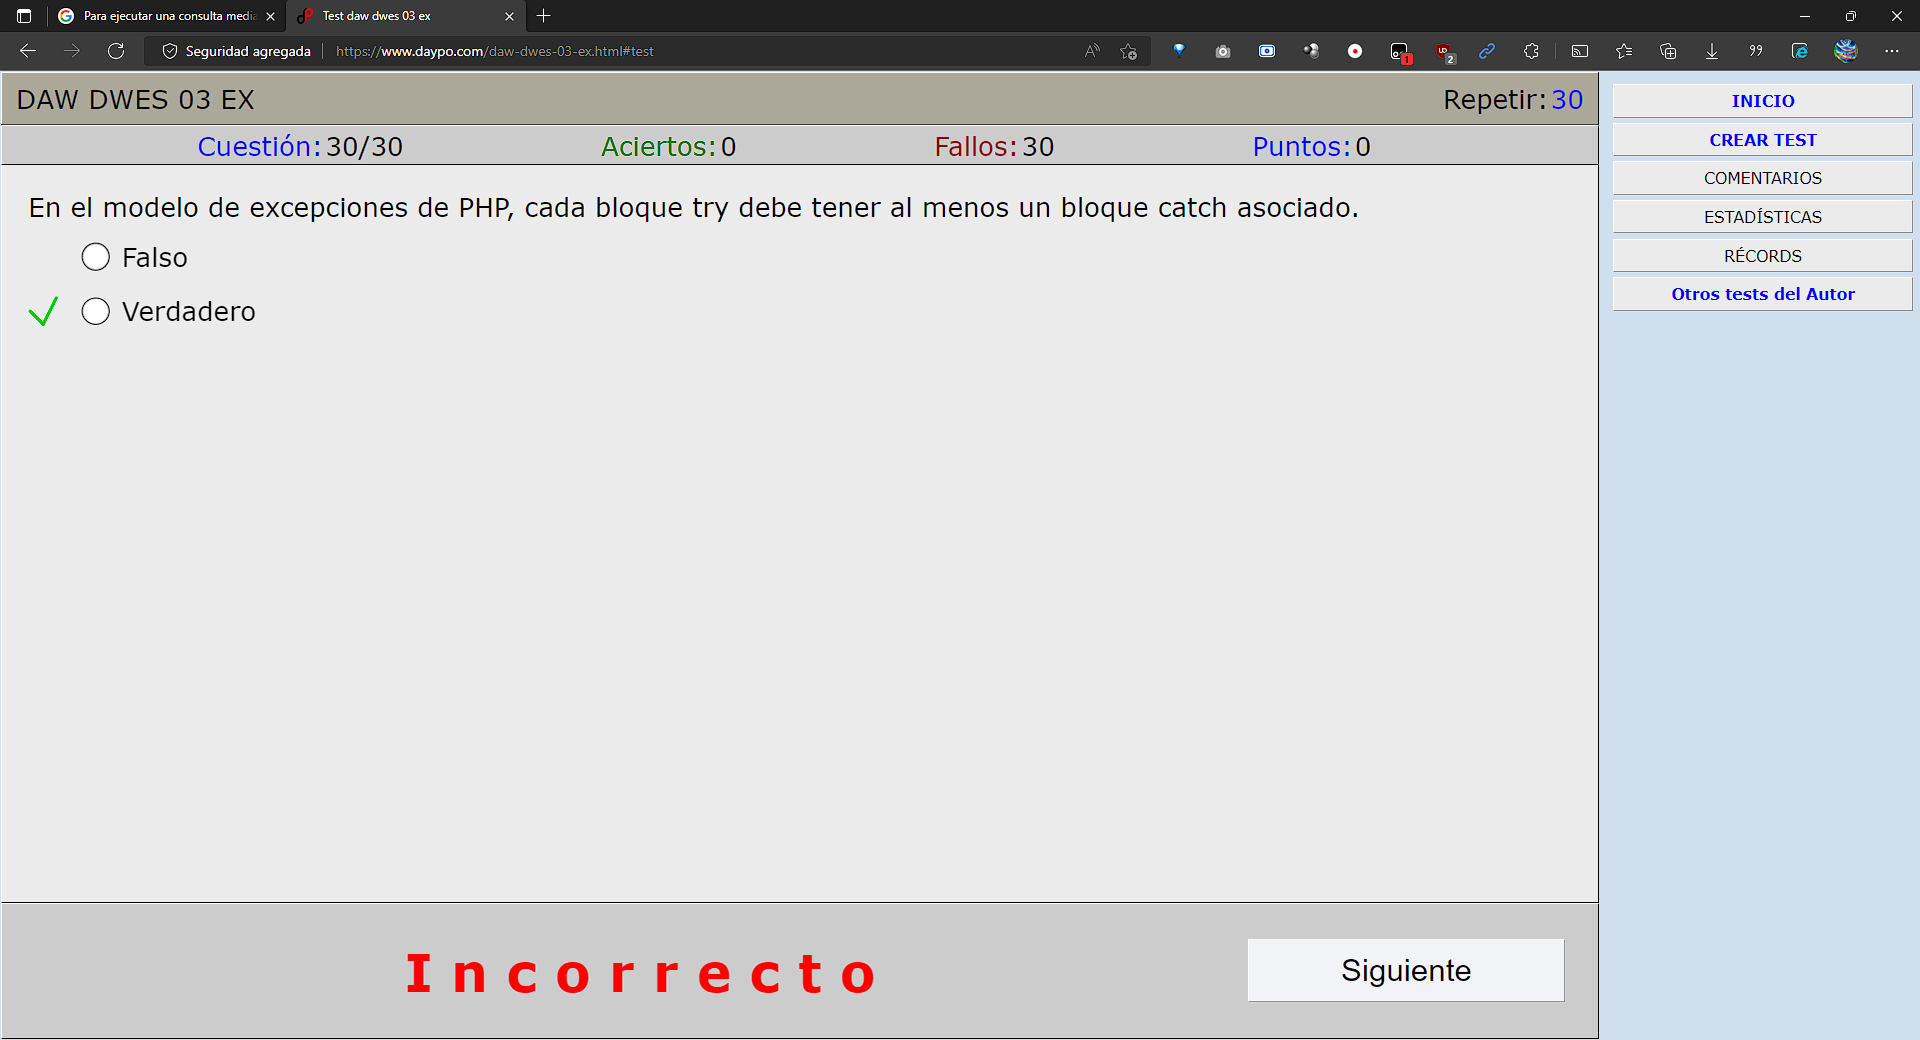 Para ejecutar una consulta media
Test daw dwes 03 ex
Seguridad agregada
https://www.daypo.com/daw-dwes-03-ex.html#test
1
2
DAW DWES 03 EX
Repetir: 30
Cuestión: 30/30
Aciertos: 0
Fallos: 30
Puntos: 0
En el modelo de excepciones de PHP, cada bloque try debe tener al menos un bloque catch asociado.
Falso
Verdadero
Incorrecto
Siguiente
INICIO
CREAR TEST
COMENTARIOS
ESTADÍSTICAS
RÉCORDS
Otros tests del Autor